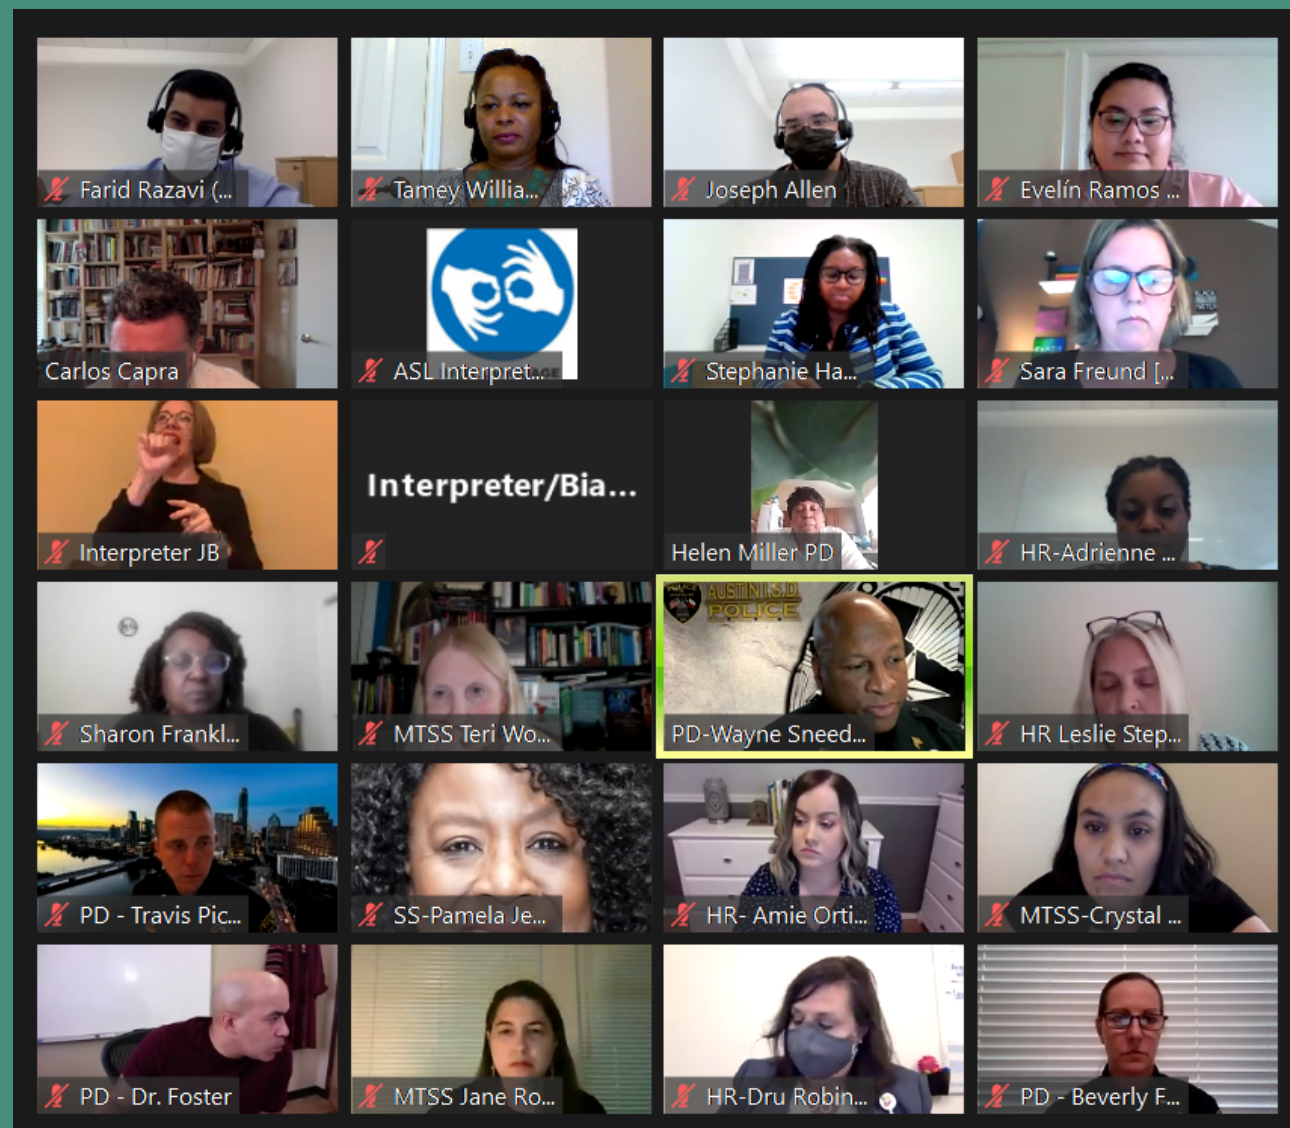 Farid Razavi (...
Tamey Willia...
Joseph Allen
Evelín Ramos ...
Carlos Capra
ASL Interpret...
Stephanie Ha...
BLACK
Sara Freund [...
Interpreter JB
Interpreter/Bia...
Helen Miller PD
HR-Adrienne ...
Sharon Frankl...
MTSS Teri Wo...
POLICE
AUSTIN I.S.D.
POLICE
PD-Wayne Sneed...
HR Leslie Step...
PD - Travis Pic...
SS-Pamela Je...
HR- Amie Orti...
MTSS-Crystal ...
PD - Dr. Foster
MTSS Jane Ro...
HR-Dru Robin...
PD - Beverly F...